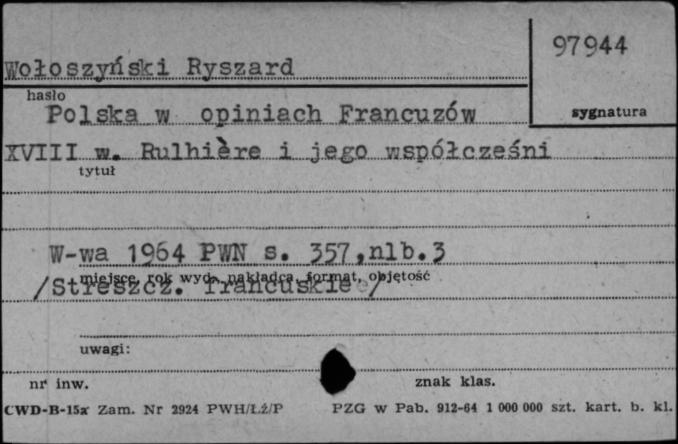 97944
Wołoszyński Ryszard
hasło
sygnatura
Polska w opiniach Francuzów
XVIII w. Rulhière i jego współcześni
tytuł
W-wa 1964 PWN s. 357,nlb.3
miejsce, rok wyd., nakładca, format, objętość
/Streszcz. francuskie/
uwagi:
nr inw.
znak klas.
CWD-B-15a Zam. Nr 2924 PWH/Łż/P PZG w Pab. 912-64 1 000 000 szt. kart. b. kl.